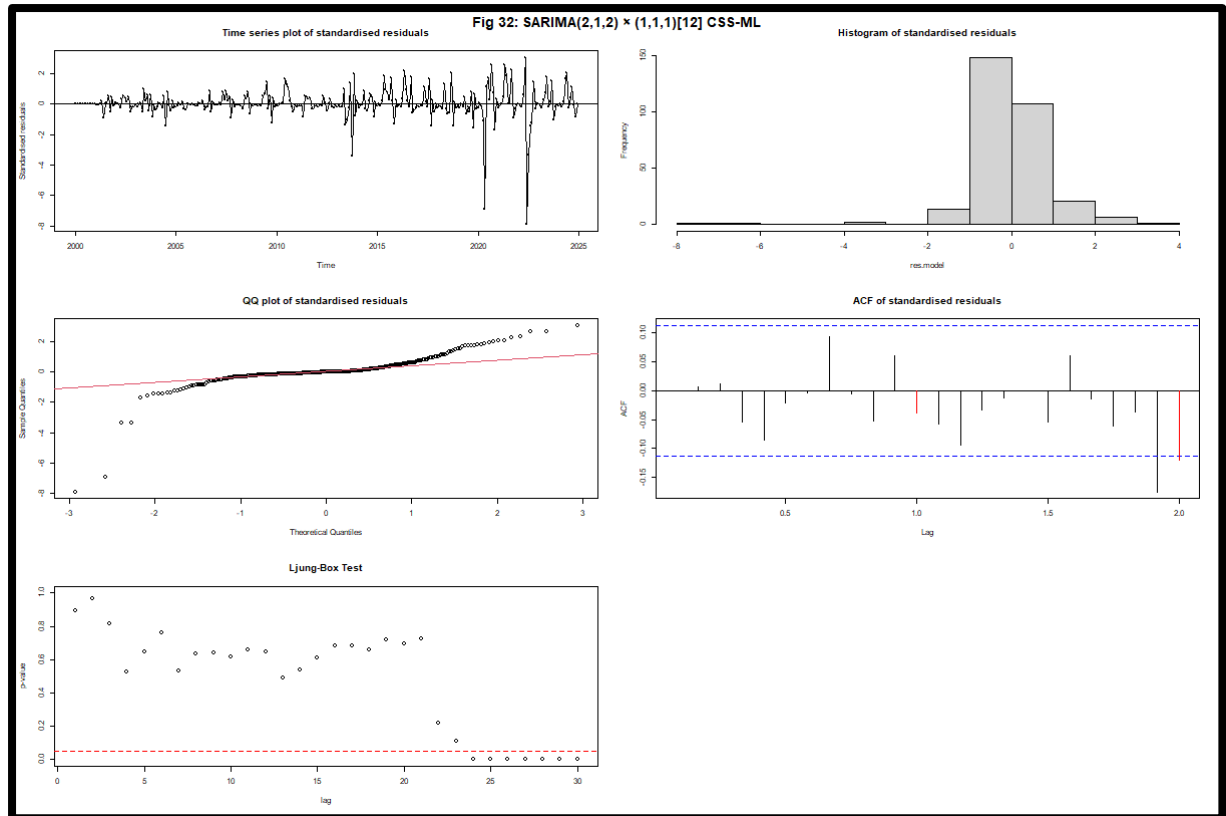 Fig 32: SARIMA(2,1,2) × (1,1,1)[12] CSS-ML
Time series plot of standardised residuals
Standardised residuals
2
0
-2
-4
-6
-8
2000 2005 2010 2015 2020 2025
Time
Histogram of standardised residuals
Frequency
150
100
50
0
-8 -6 -4 -2 0 2 4
res.model
QQ plot of standardised residuals
Sample Quantiles
2
0
-2
-4
-6
-8
-3 -2 -1 0 1 2 3
Theoretical Quantiles
ACF of standardised residuals
ACF
0.10
0.05
0.00
-0.05
-0.10
-0.15
0.5 1.0 1.5 2.0
Lag
Ljung-Box Test
p-value
1.0
0.8
0.6
0.4
0.2
0.0
0 5 10 15 20 25 30
lag